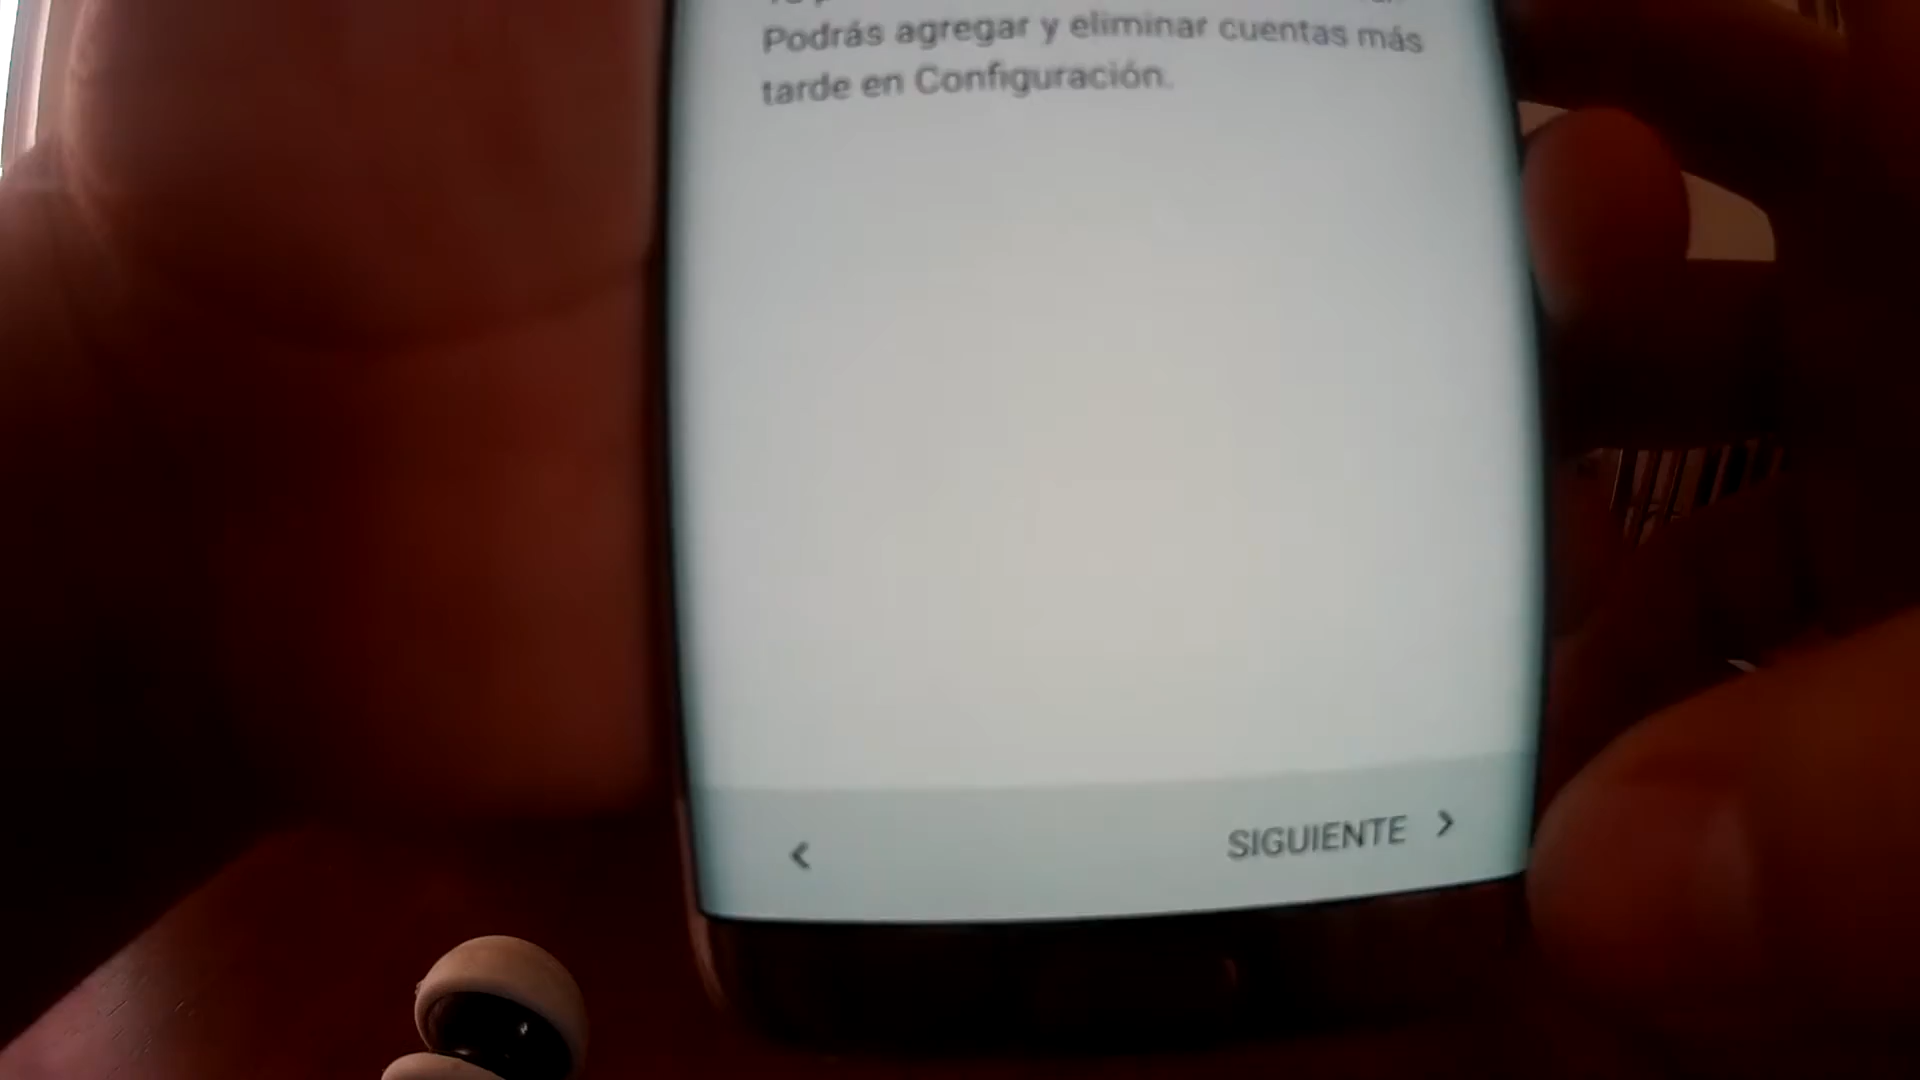 Podrás agregar y eliminar cuentas más
tarde en Configuración.
SIGUIENTE